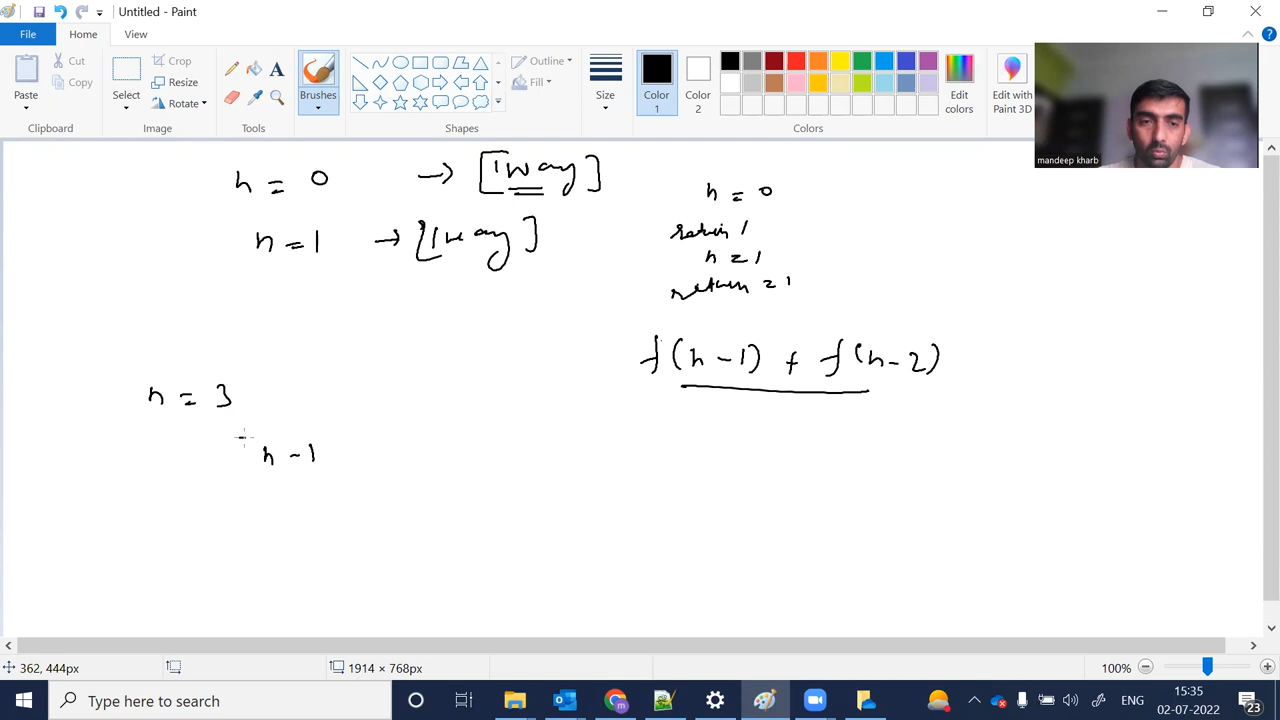 Untitled - Paint
File
Home
View
Paste
Cut
Copy
Clipboard
Select
Crop
Resize
Rotate
Image
A
Tools
Brushes
Outline
Fill
Shapes
Size
Color 1
Color 2
Edit colors
Edit with Paint 3D
Colors
mandeep kharb
n = 0 → [1 way]
n = 1 → [1 way]
n = 0
return 1
n = 1
return = 1
f(n-1) + f(n-2)
n = 3
n - 1
362, 444px
1914 × 768px
100%
Type here to search
ENG
15:35
02-07-2022
23